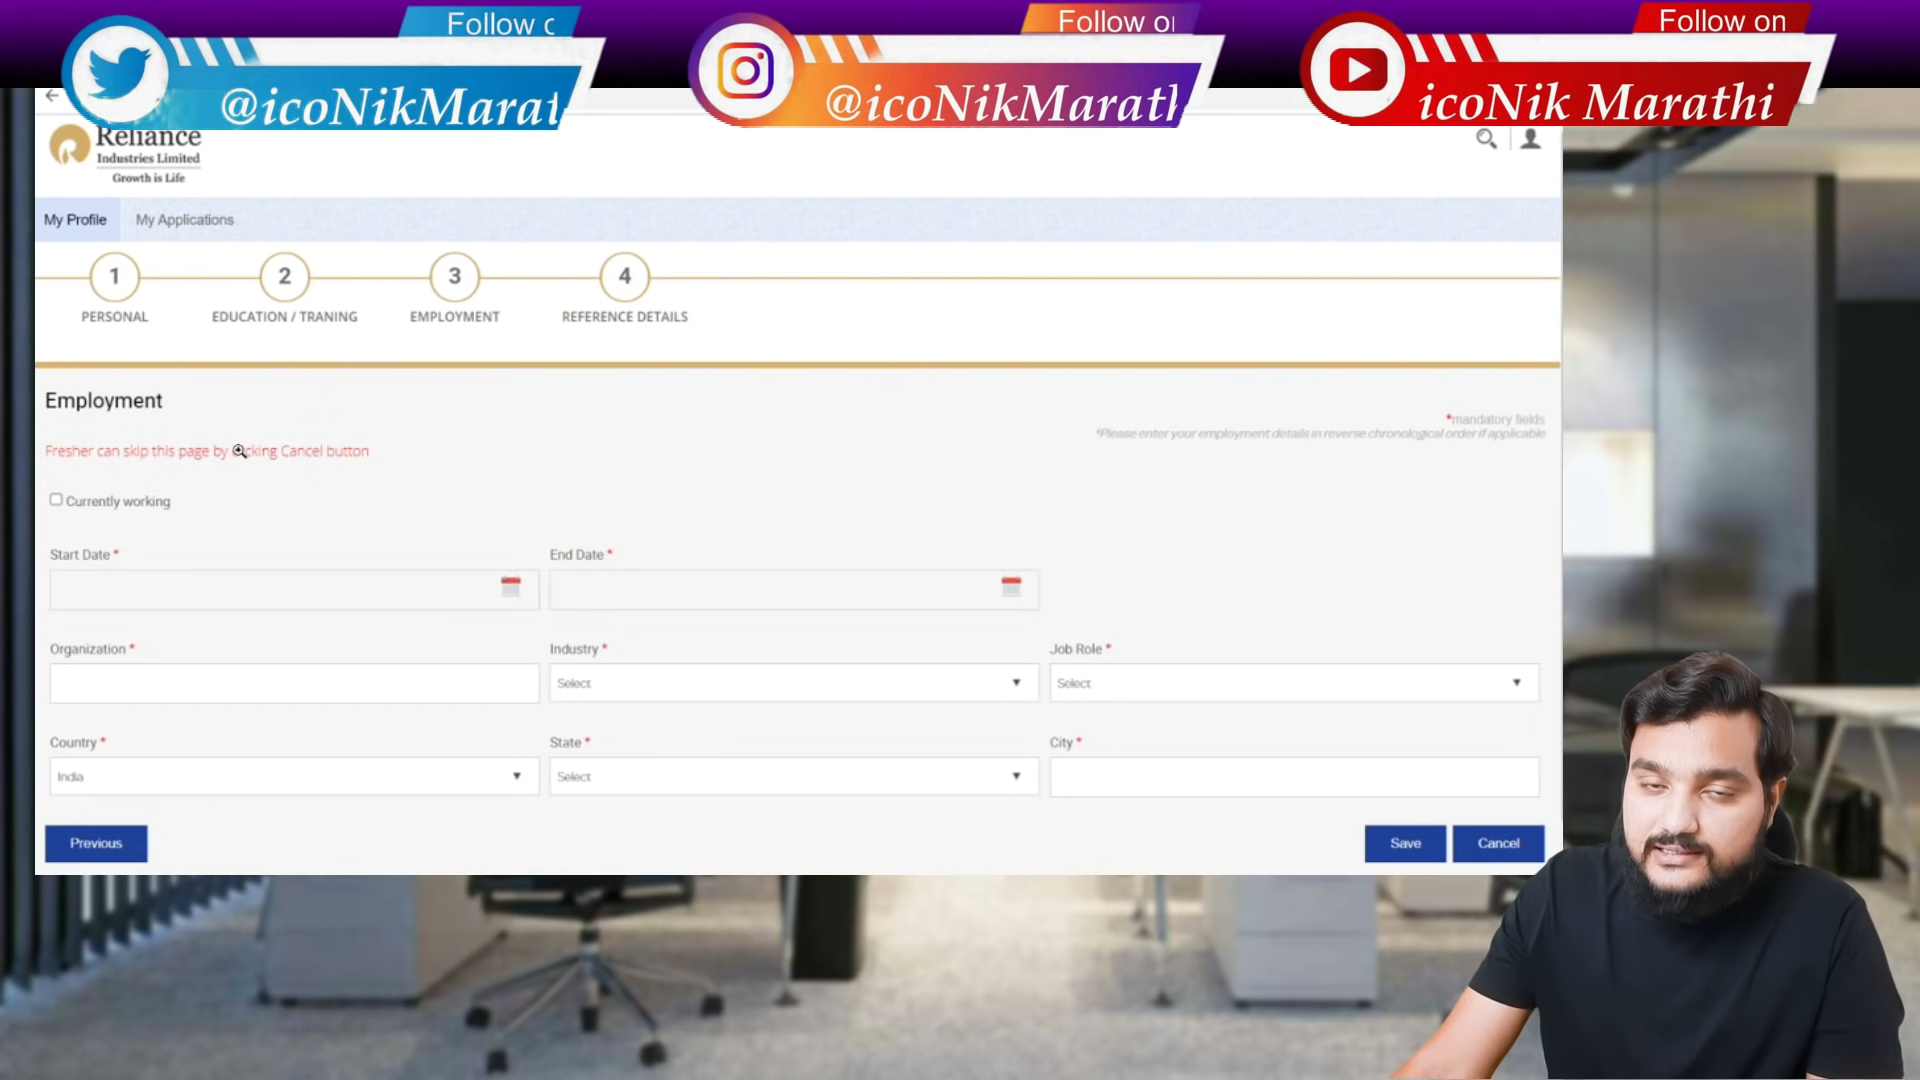 Follow o
Follow on
Follow on
@icoNikMarat
@icoNikMarath
icoNik Marathi
Reliance
Industries Limited
Growth is Life
My Profile
My Applications
1
2
3
4
PERSONAL
EDUCATION / TRANING
EMPLOYMENT
REFERENCE DETAILS
Employment
*mandatory fields
*Please enter your employment details in reverse chronological order if applicable
Fresher can skip this page by clicking Cancel button
Currently working
Start Date *
End Date *
Organization *
Industry *
Job Role *
Select
Select
Country *
State *
City *
India
Select
Previous
Save
Cancel